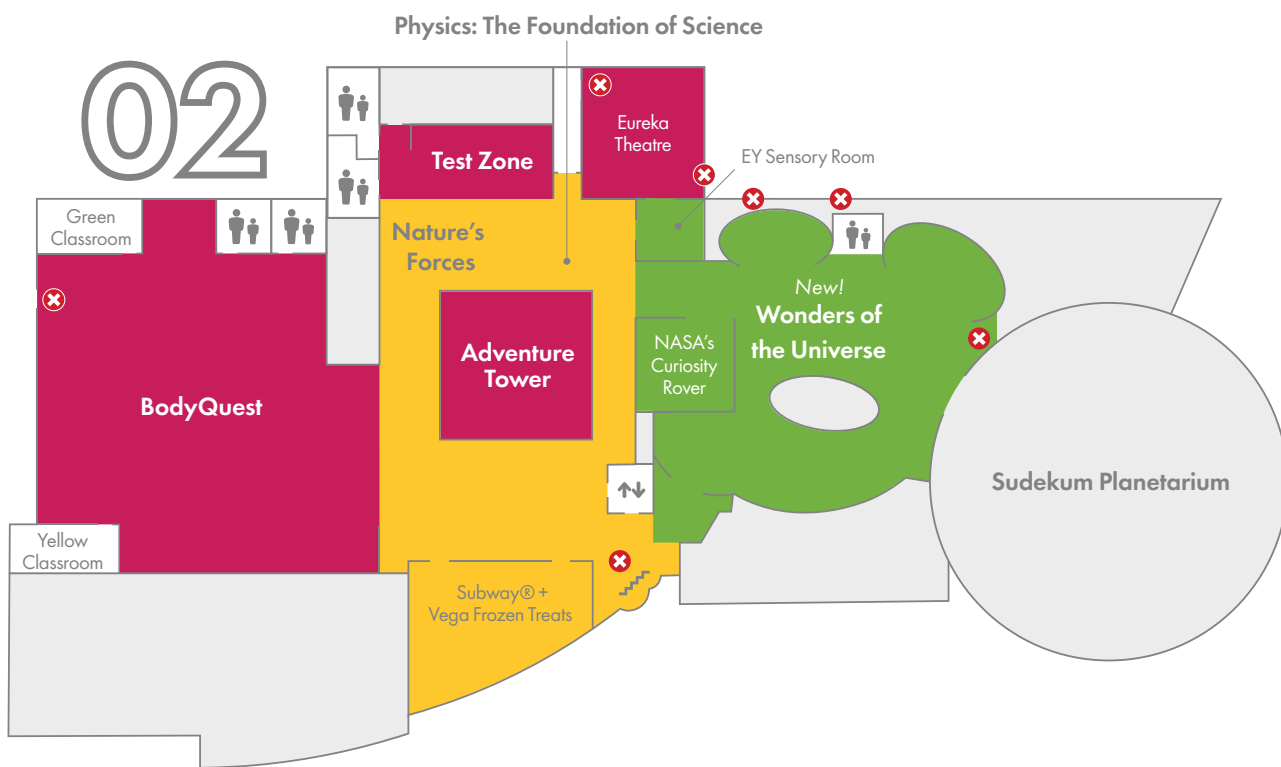 Physics: The Foundation of Science
02
Eureka
Theatre
Test Zone
EY Sensory Room
Green
Classroom
Nature's
Forces
New!
Wonders of
the Universe
NASA's
Curiosity
Rover
Adventure
Tower
BodyQuest
Sudekum Planetarium
Yellow
Classroom
Subway® +
Vega Frozen Treats